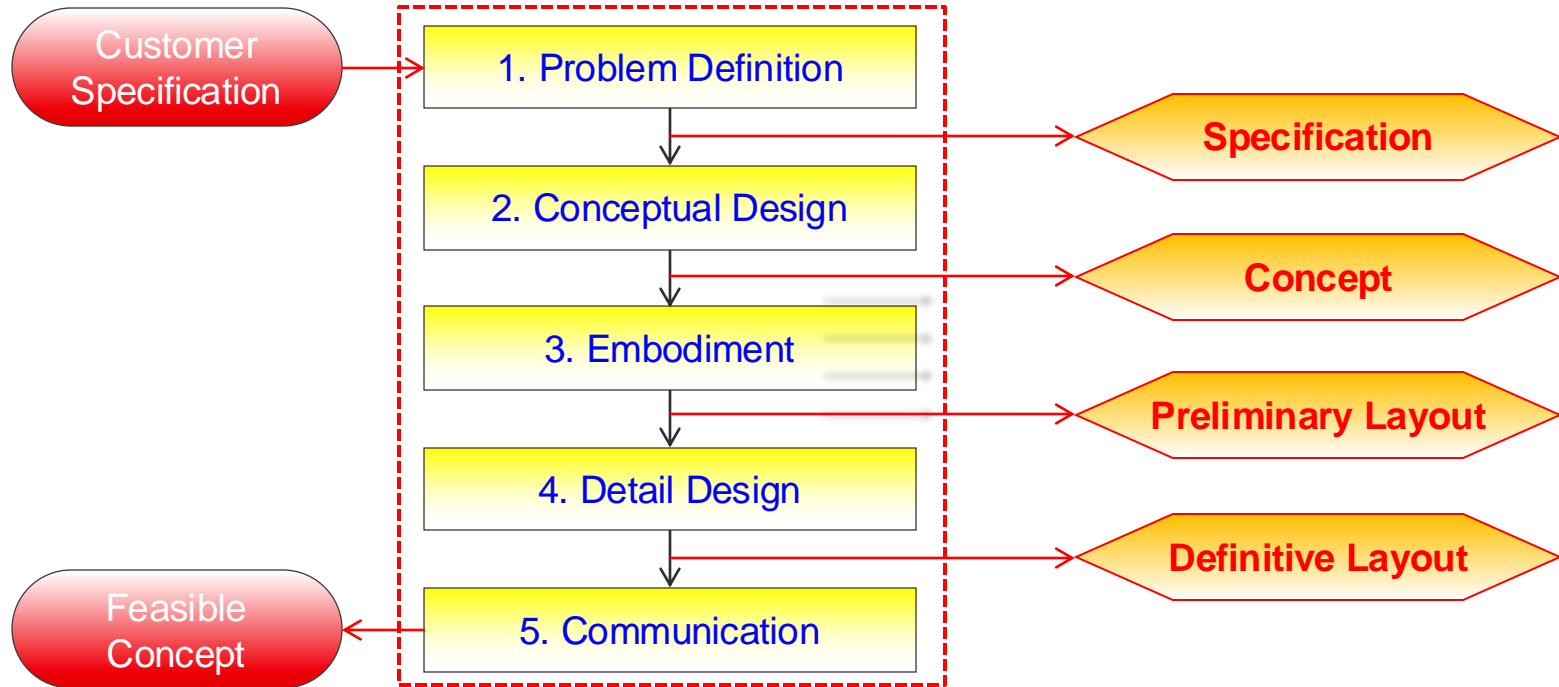 Customer
Specification
1. Problem Definition
Specification
2. Conceptual Design
Concept
3. Embodiment
Preliminary Layout
4. Detail Design
Definitive Layout
Feasible
Concept
5. Communication